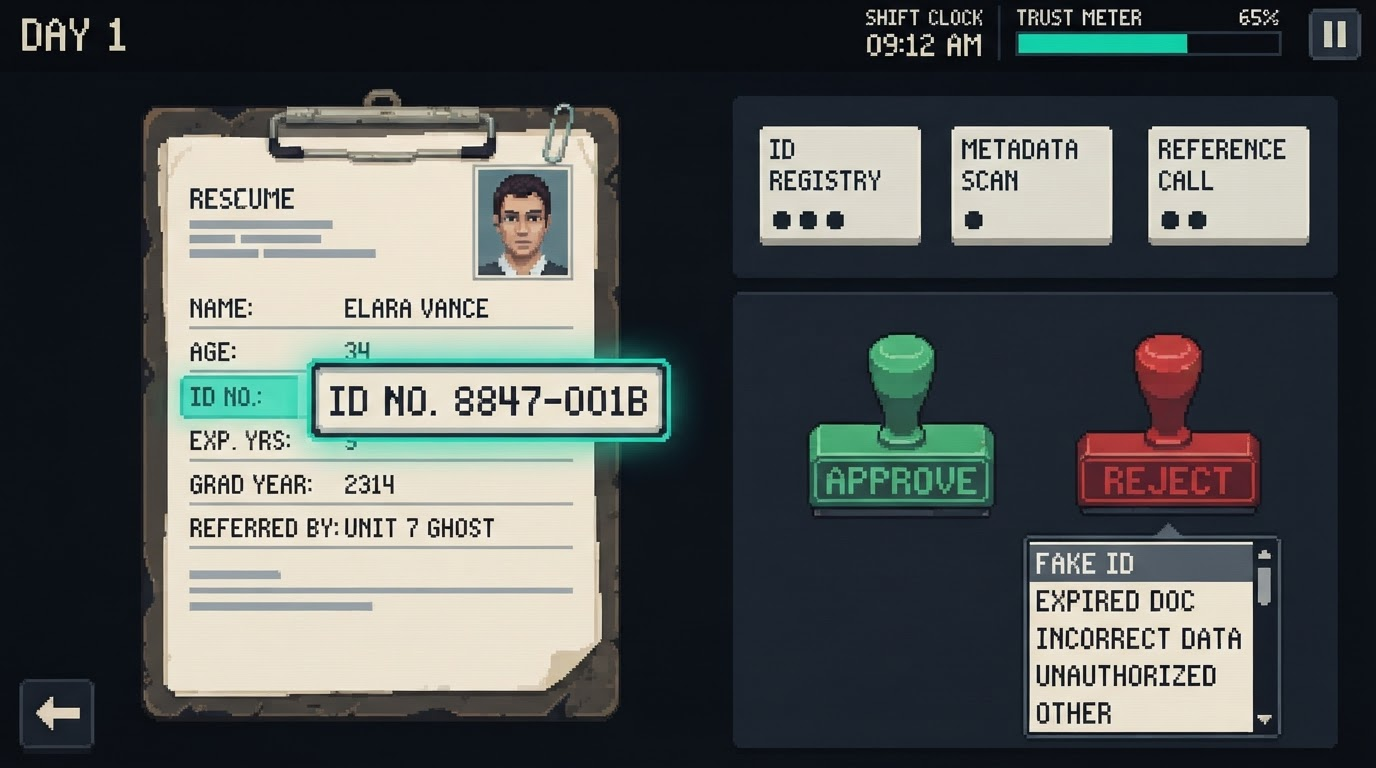 DAY 1
SHIFT CLOCK
09:12 AM
TRUST METER 65%
RESCUME
NAME: ELARA VANCE
AGE: 34
ID NO.:
ID NO. 8847-001B
EXP. YRS:
GRAD YEAR: 2314
REFERRED BY: UNIT 7 GHOST
ID
REGISTRY
METADATA
SCAN
REFERENCE
CALL
APPROVE
REJECT
FAKE ID
EXPIRED DOC
INCORRECT DATA
UNAUTHORIZED
OTHER